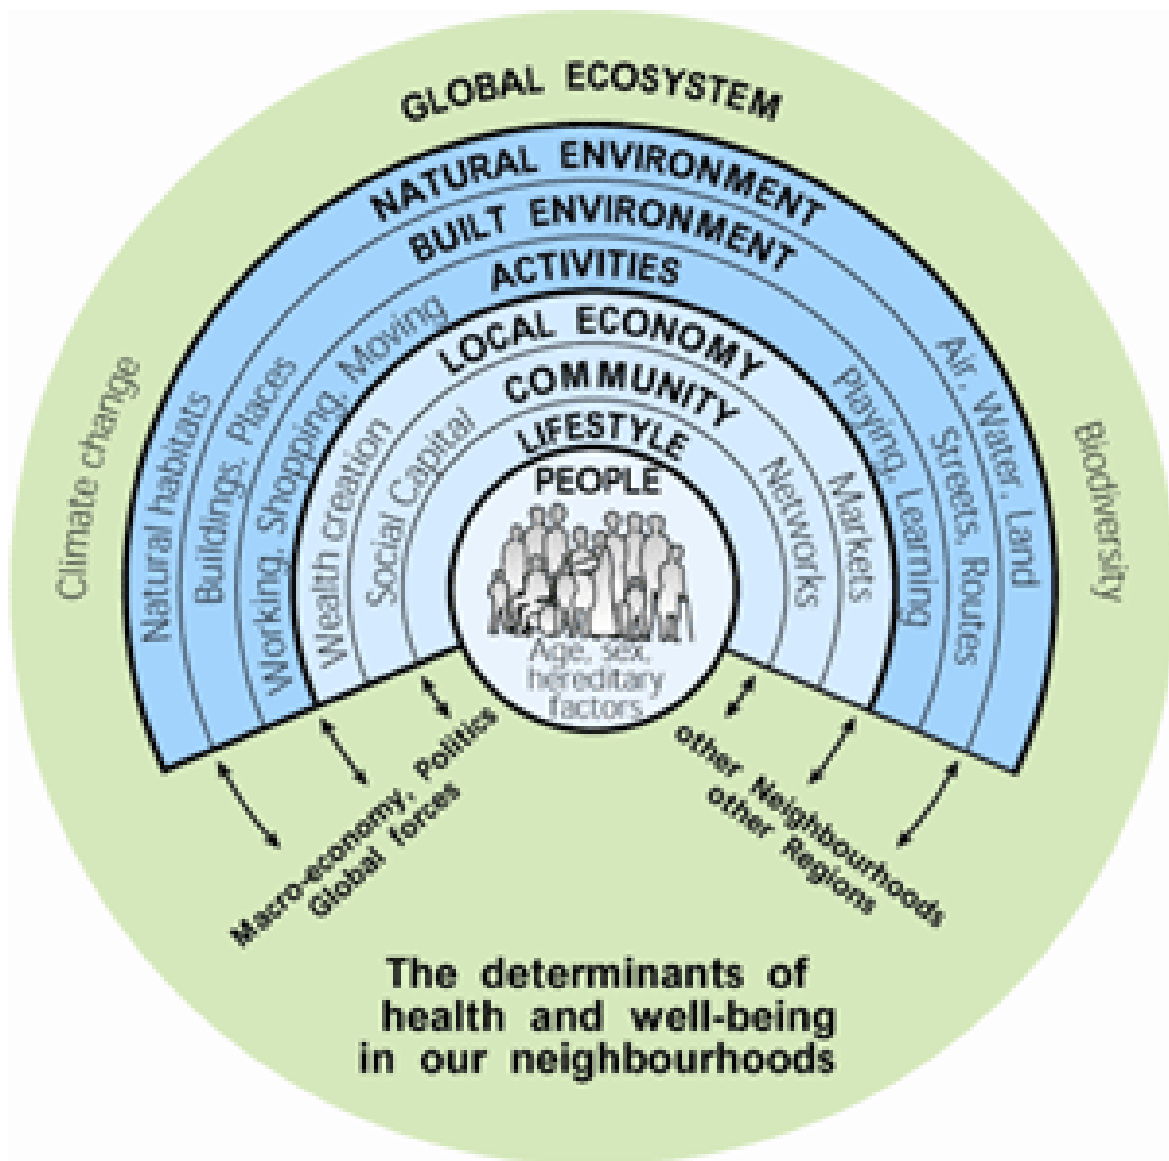 GLOBAL ECOSYSTEM
NATURAL ENVIRONMENT
BUILT ENVIRONMENT
ACTIVITIES
LOCAL ECONOMY
COMMUNITY
LIFESTYLE
PEOPLE
Age, sex,
hereditary
factors
Climate change
Natural habitats
Buildings, Places
Working, Shopping, Moving
Wealth creation
Social Capital
Networks
Markets
Playing, Learning
Streets, Routes
Air, Water, Land
Biodiversity
Macro-economy, Politics
Global forces
other Neighbourhoods
other Regions
The determinants of
health and well-being
in our neighbourhoods